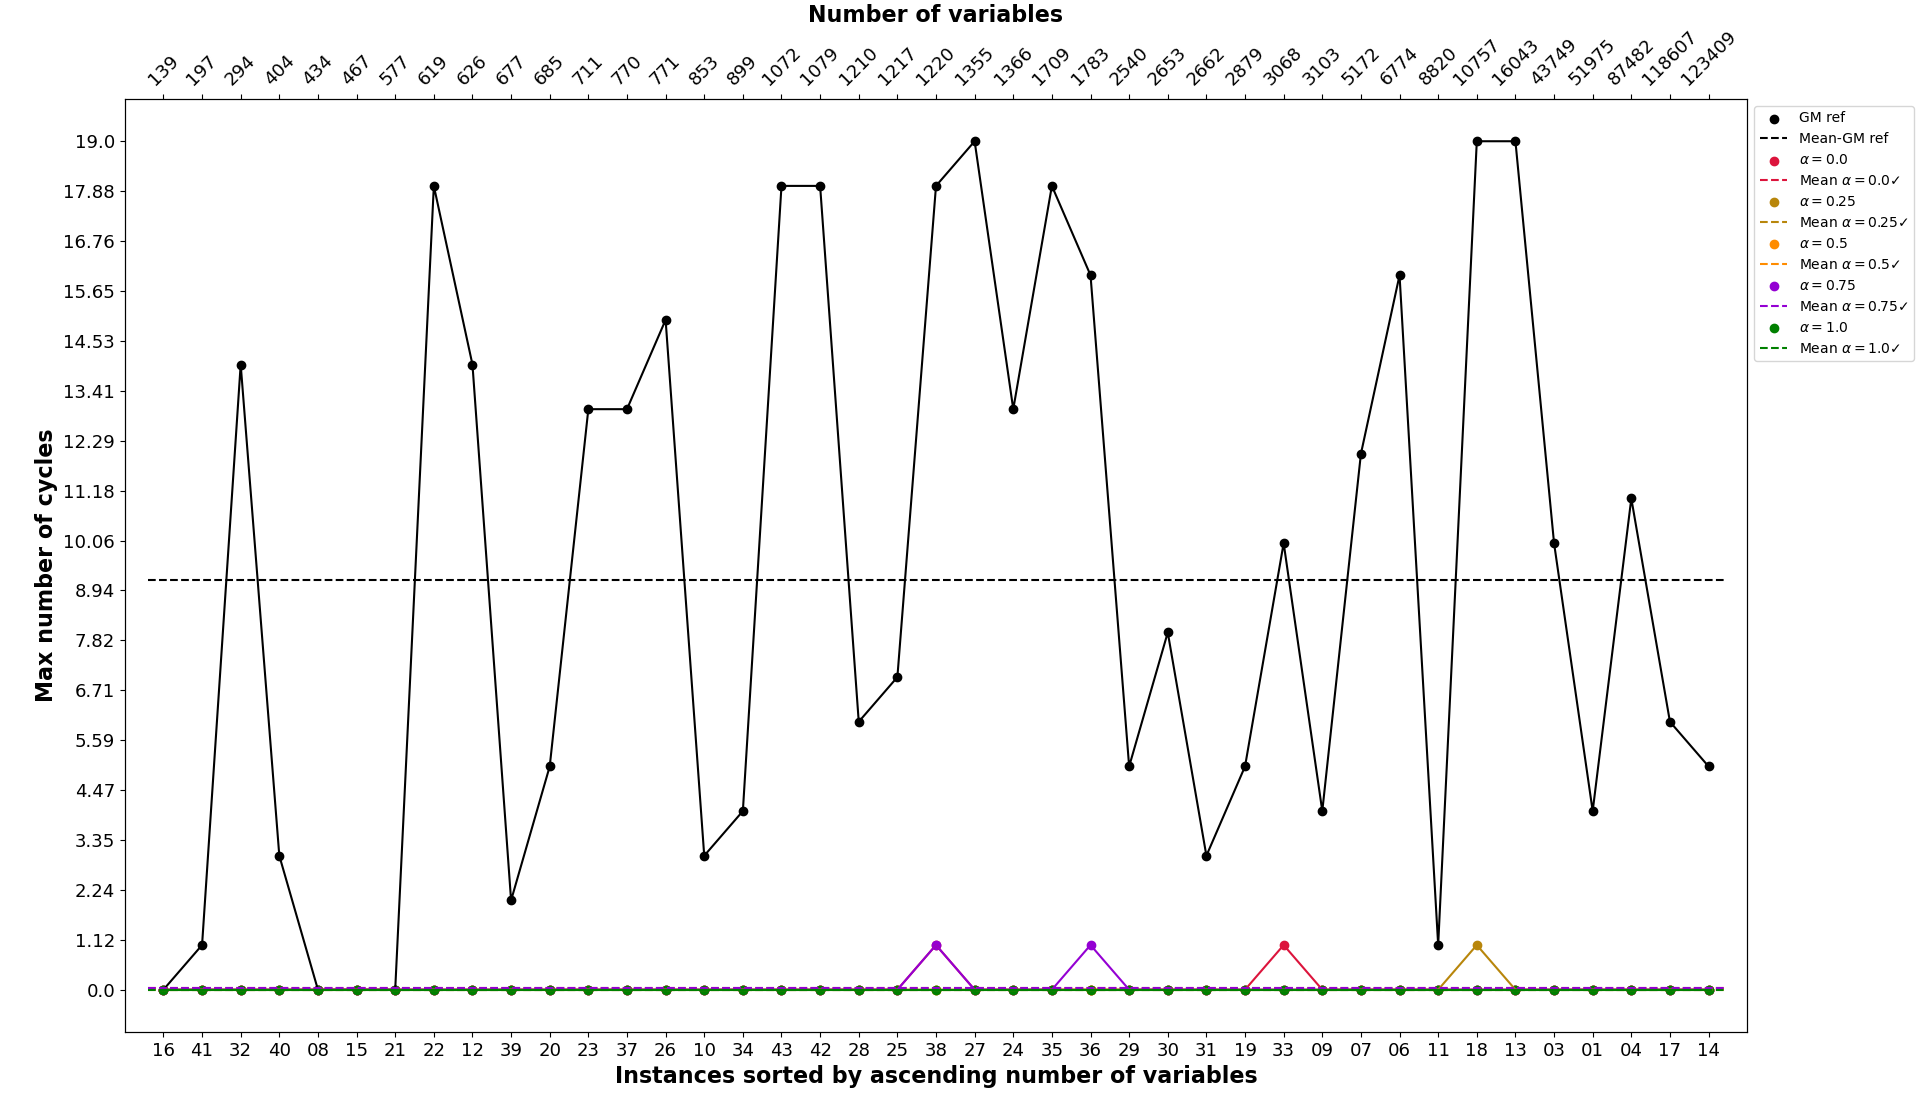 Number of variables
139 197 294 404 434 467 577 619 626 677 685 711 770 771 853 899 1072 1079 1210 1217 1220 1355 1366 1709 1783 2540 2653 2662 2879 3068 3103 5172 6774 8820 10757 16043 43749 51975 87482 118607 123409
Max number of cycles
19.0
17.88
16.76
15.65
14.53
13.41
12.29
11.18
10.06
8.94
7.82
6.71
5.59
4.47
3.35
2.24
1.12
0.0
GM ref
Mean-GM ref
α = 0.0
Mean α = 0.0✓
α = 0.25
Mean α = 0.25✓
α = 0.5
Mean α = 0.5✓
α = 0.75
Mean α = 0.75✓
α = 1.0
Mean α = 1.0✓
16 41 32 40 08 15 21 22 12 39 20 23 37 26 10 34 43 42 28 25 38 27 24 35 36 29 30 31 19 33 09 07 06 11 18 13 03 01 04 17 14
Instances sorted by ascending number of variables